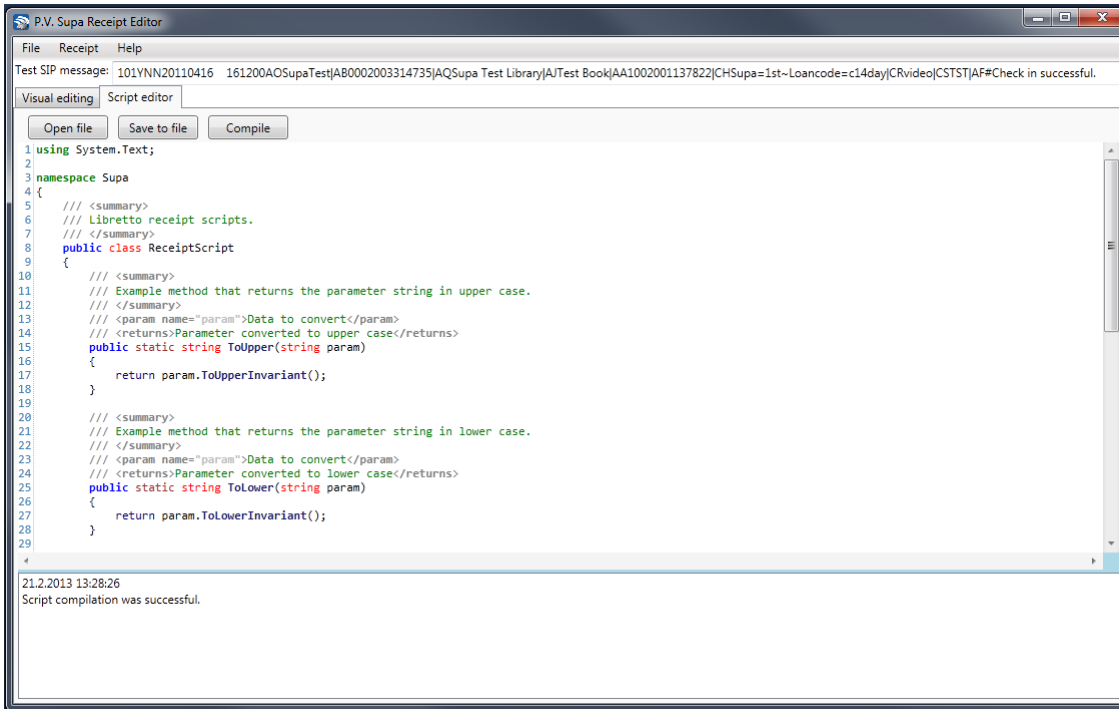 P.V. Supa Receipt Editor
File Receipt Help
Test SIP message: 101YNN20110416    161200AOSupaTest|AB0002003314735|AQSupa Test Library|AJTest Book|AA1002001137822|CHSupa=1st~Loancode=c14day|CRvideo|CSTST|AF#Check in successful.
Visual editing Script editor
Open file Save to file Compile
1 using System.Text;
2
3 namespace Supa
4 {
5     /// <summary>
6     /// Libretto receipt scripts.
7     /// </summary>
8     public class ReceiptScript
9     {
10         /// <summary>
11         /// Example method that returns the parameter string in upper case.
12         /// </summary>
13         /// <param name="param">Data to convert</param>
14         /// <returns>Parameter converted to upper case</returns>
15         public static string ToUpper(string param)
16         {
17             return param.ToUpperInvariant();
18         }
19
20         /// <summary>
21         /// Example method that returns the parameter string in lower case.
22         /// </summary>
23         /// <param name="param">Data to convert</param>
24         /// <returns>Parameter converted to lower case</returns>
25         public static string ToLower(string param)
26         {
27             return param.ToLowerInvariant();
28         }
29
21.2.2013 13:28:26
Script compilation was successful.